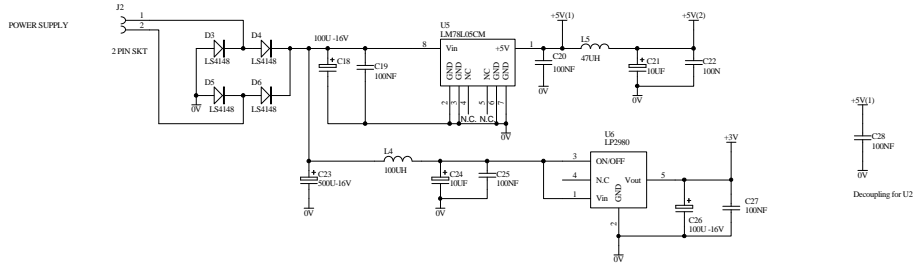 J2
POWER SUPPLY
1
2
2 PIN SKT
D3
LS4148
D4
LS4148
D5
LS4148
D6
LS4148
0V
100U -16V
C18
C19
100NF
U5
LM78L05CM
8
Vin
+5V
1
GND
GND
NC
NC
GND
GND
2
3
4
5
6
7
N.C.
N.C.
0V
+5V(1)
C20
100NF
0V
L5
47UH
+5V(2)
C21
10UF
0V
C22
100N
+5V(1)
C28
100NF
0V
Decoupling for U2
C23
500U-16V
0V
L4
100UH
C24
10UF
0V
C25
100NF
U6
LP2980
3
ON/OFF
4
N.C
1
Vin
Vout
5
GND
2
0V
+3V
C26
100U -16V
C27
100NF